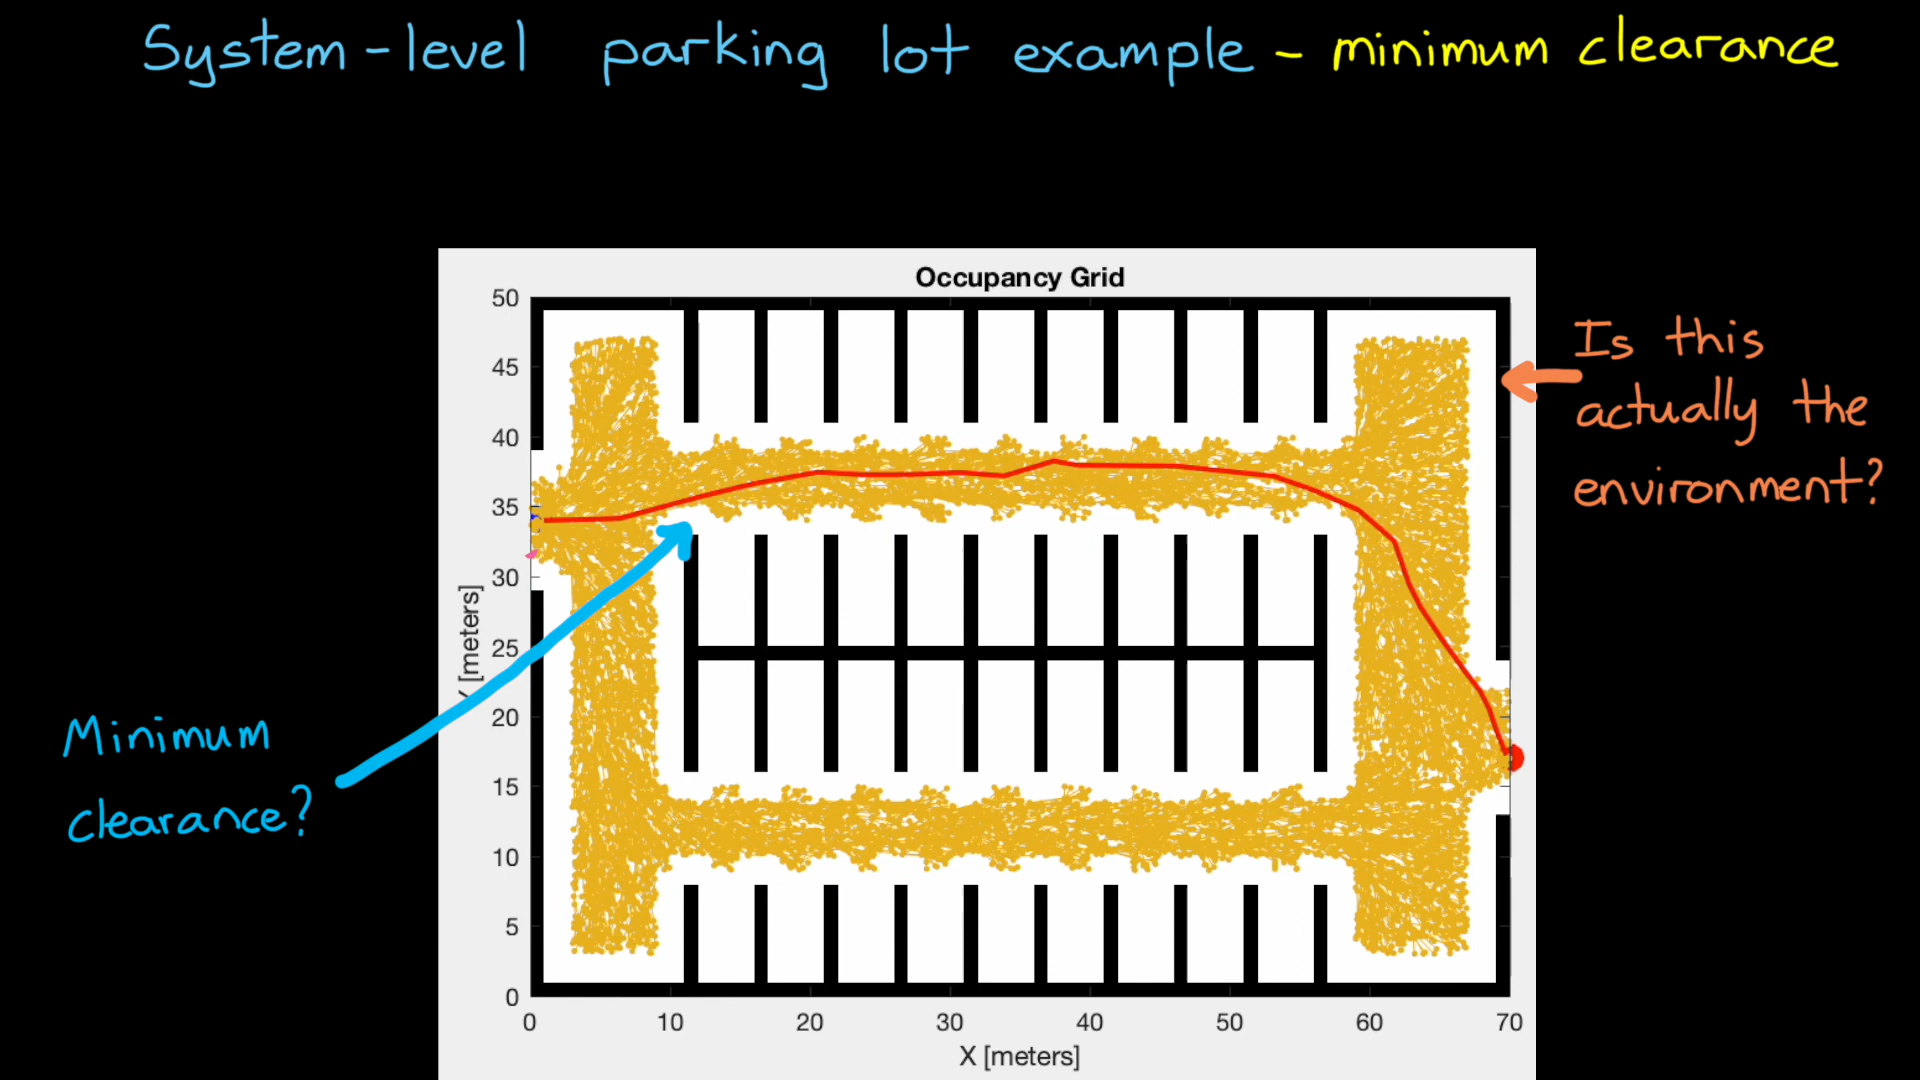 System-level parking lot example - minimum clearance
Occupancy Grid
50
45
40
35
30
25
20
15
10
5
0
0 10 20 30 40 50 60 70
X [meters]
[meters]
Is this
actually the
environment?
Minimum
clearance?